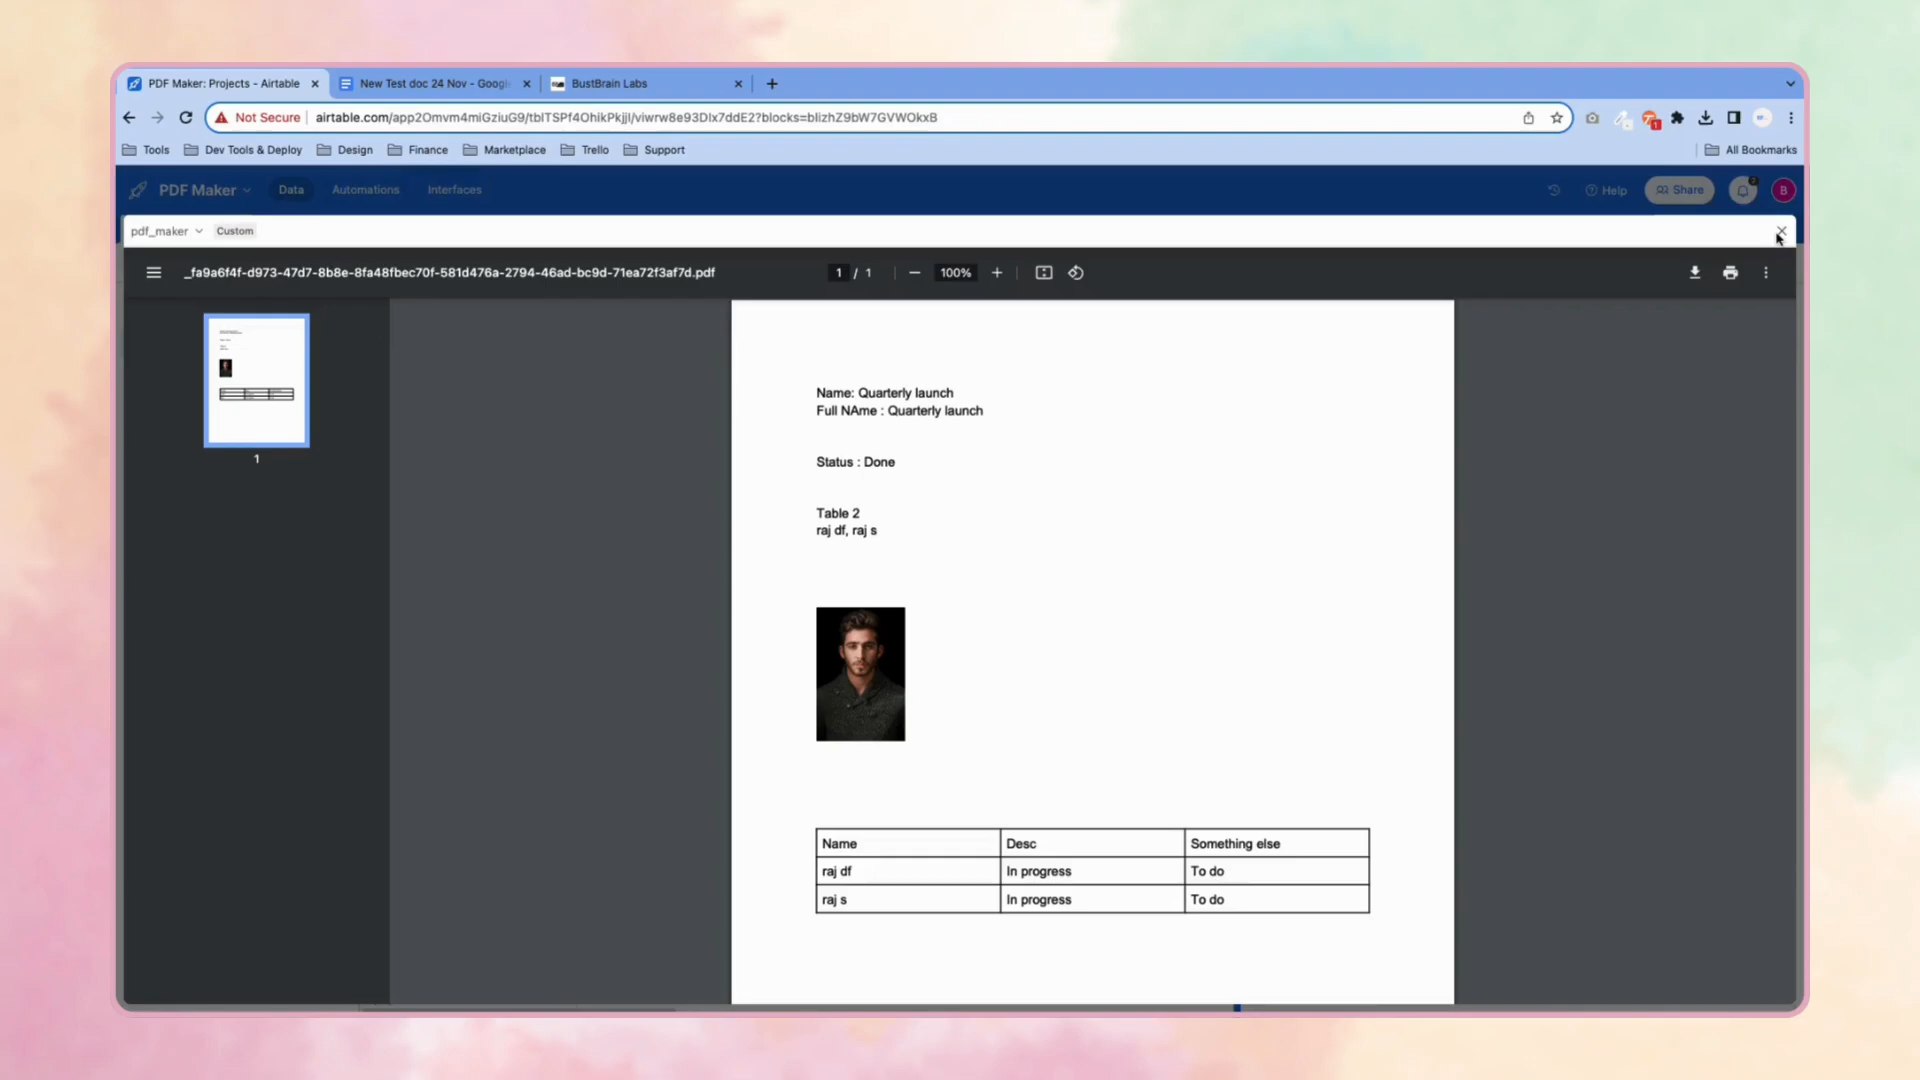 PDF Maker: Projects - Airtable
New Test doc 24 Nov - Googl
BustBrain Labs
Not Secure
airtable.com/app2Omvm4miGziuG9/tblTSPf4OhikPkjjl/viwrw8e93Dlx7ddE2?blocks=blizhZ9bW7GVWOkxB
1
Tools
Dev Tools & Deploy
Design
Finance
Marketplace
Trello
Support
All Bookmarks
PDF Maker
Data
Automations
Interfaces
Help
Share
B
pdf_maker
Custom
_fa9a6f4f-d973-47d7-8b8e-8fa48fbec70f-581d476a-2794-46ad-bc9d-71ea72f3af7d.pdf
1 / 1
100%
1
Name: Quarterly launch
Full NAme : Quarterly launch
Status : Done
Table 2
raj df, raj s
Name Desc Something else
raj df In progress To do
raj s In progress To do